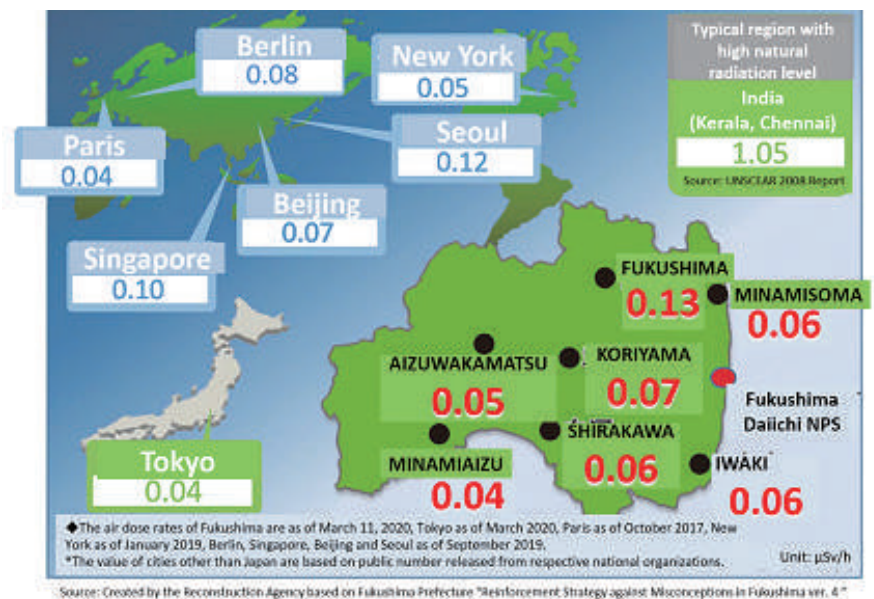 Berlin
0.08
New York
0.05
Typical region with
high natural
radiation level
India
(Kerala, Chennai)
1.05
Source: UNSCEAR 2008 Report
Paris
0.04
Seoul
0.12
Beijing
0.07
Singapore
0.10
FUKUSHIMA
0.13
MINAMISOMA
0.06
AIZUWAKAMATSU
0.05
KORIYAMA
0.07
Fukushima
Daiichi NPS
Tokyo
0.04
MINAMIAIZU
0.04
SHIRAKAWA
0.06
IWAKI
0.06
◆The air dose rates of Fukushima are as of March 11, 2020, Tokyo as of March 2020, Paris as of October 2017, New
York as of January 2019, Berlin, Singapore, Beijing and Seoul as of September 2019.
*The value of cities other than Japan are based on public number released from respective national organizations.
Unit: μSv/h
Source: Created by the Reconstruction Agency based on Fukushima Prefecture "Reinforcement Strategy against Misconceptions in Fukushima ver. 4"